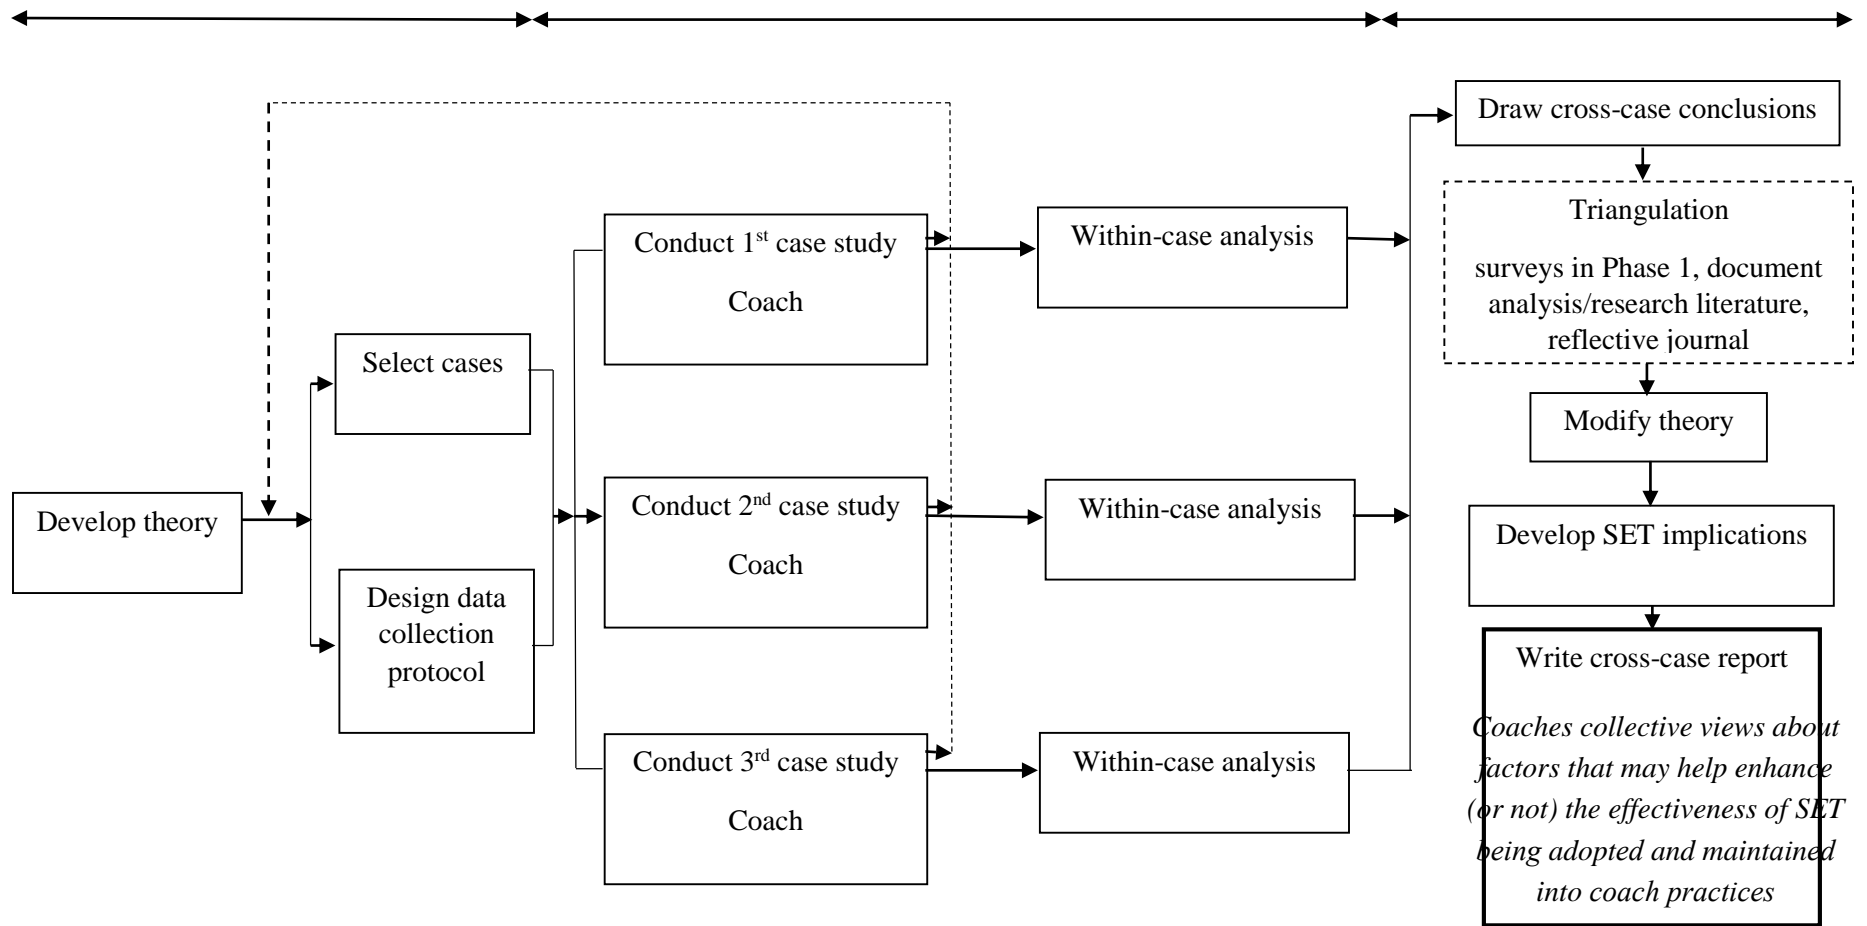 Develop theory
Select cases
Design data
collection
protocol
Conduct 1st case study
Coach
Conduct 2nd case study
Coach
Conduct 3rd case study
Coach
Within-case analysis
Within-case analysis
Within-case analysis
Draw cross-case conclusions
Triangulation
surveys in Phase 1, document
analysis/research literature,
reflective journal
Modify theory
Develop SET implications
Write cross-case report
Coaches collective views about
factors that may help enhance
(or not) the effectiveness of SET
being adopted and maintained
into coach practices